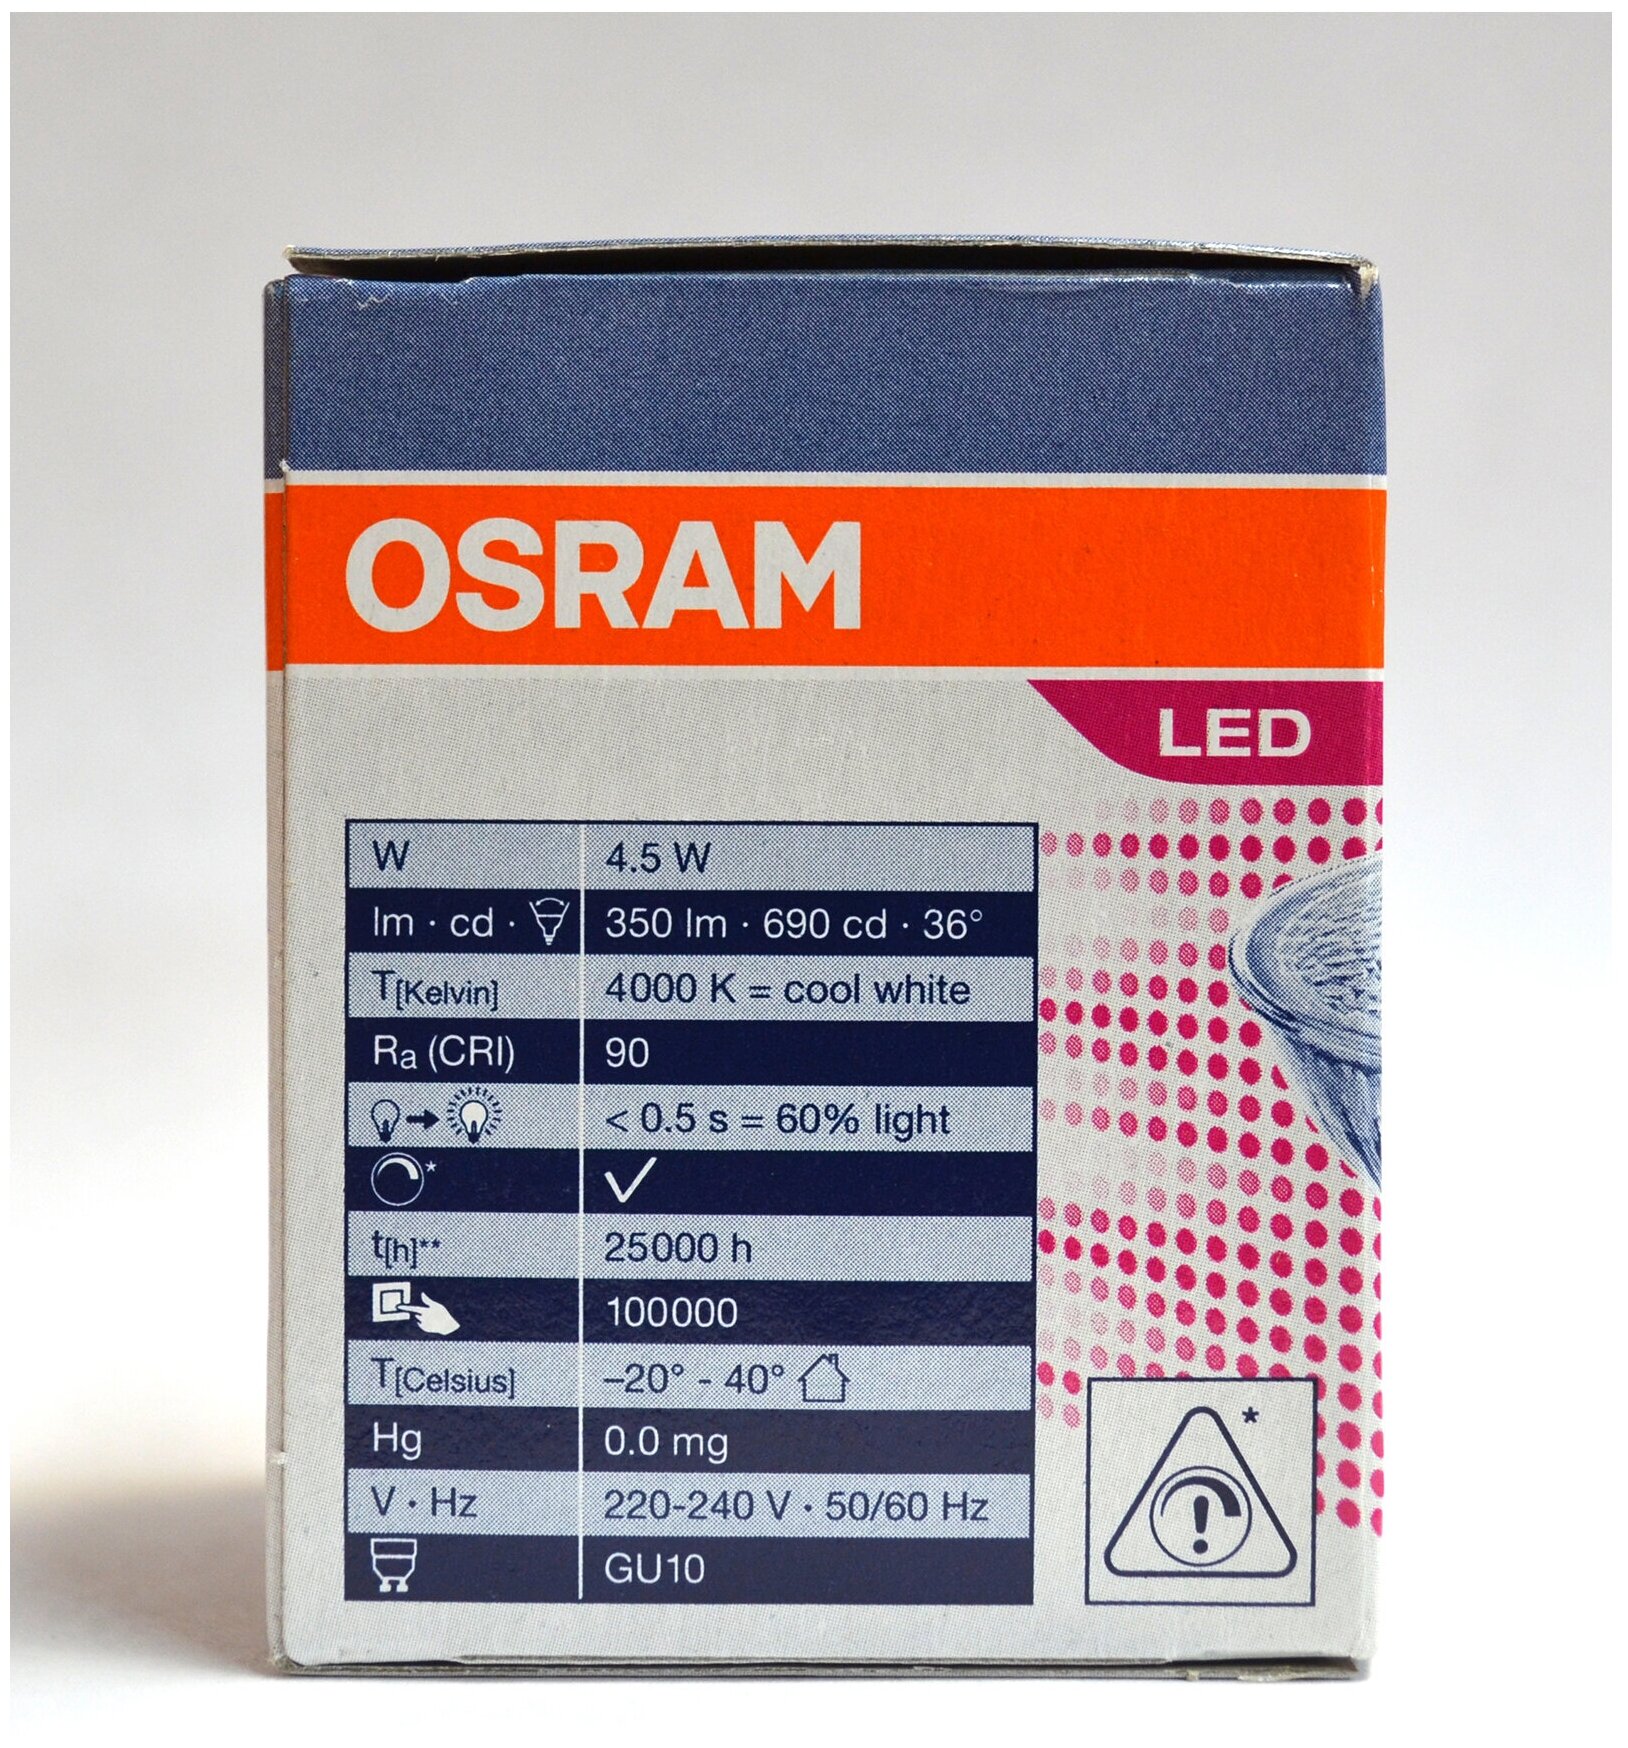 OSRAM
LED
W 4.5 W
lm · cd · 350 lm · 690 cd · 36°
T[Kelvin] 4000 K = cool white
Ra (CRI) 90
< 0.5 s = 60% light
*
t[h]** 25000 h
100000
T[Celsius] –20° - 40°
Hg 0.0 mg
V · Hz 220-240 V · 50/60 Hz
GU10
*
!